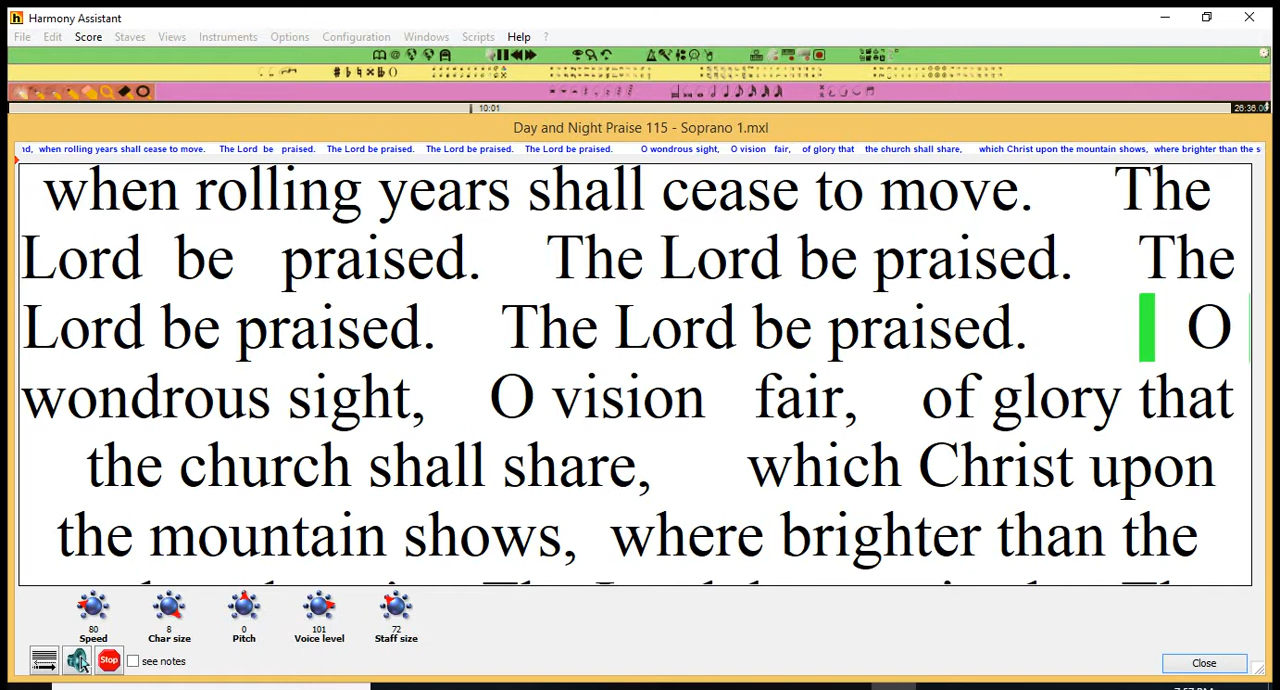 Harmony Assistant
File Edit Score Staves Views Instruments Options Configuration Windows Scripts Help ?
10:01
Day and Night Praise 115 - Soprano 1.mxl
when rolling years shall cease to move. The Lord be praised. The Lord be praised. The Lord be praised. The Lord be praised. O wondrous sight, O vision fair, of glory that the church shall share, which Christ upon the mountain shows, where brighter than the s
when rolling years shall cease to move. The
Lord be praised. The Lord be praised. The
Lord be praised. The Lord be praised. O
wondrous sight, O vision fair, of glory that
the church shall share, which Christ upon
the mountain shows, where brighter than the
80 8 0 101 72
Speed Char size Pitch Voice level Staff size
Stop see notes Close